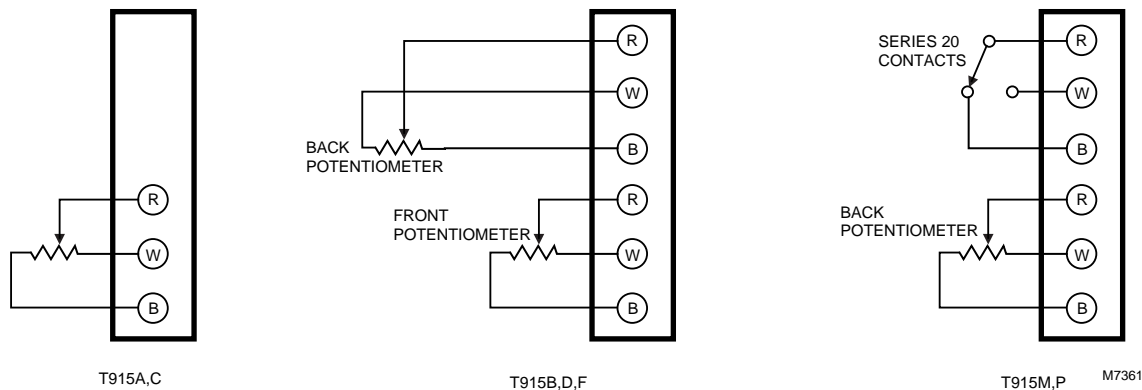 R
W
B
T915A,C
BACK
POTENTIOMETER
FRONT
POTENTIOMETER
R
W
B
R
W
B
T915B,D,F
SERIES 20
CONTACTS
BACK
POTENTIOMETER
R
W
B
R
W
B
T915M,P
M7361